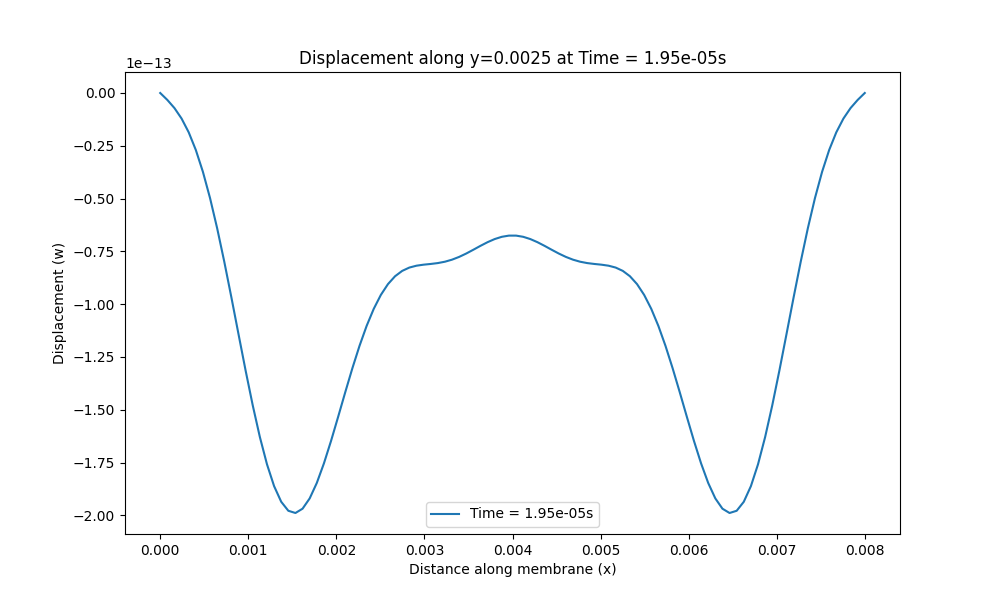 Displacement along y=0.0025 at Time = 1.95e-05s
1e−13
0.00
−0.25
−0.50
−0.75
−1.00
−1.25
−1.50
−1.75
−2.00
Displacement (w)
Time = 1.95e-05s
0.000 0.001 0.002 0.003 0.004 0.005 0.006 0.007 0.008
Distance along membrane (x)